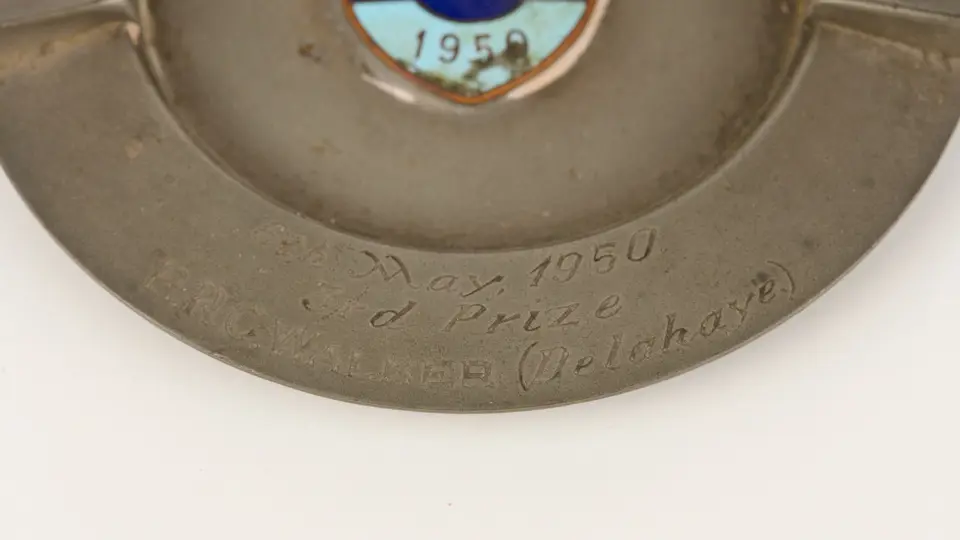 1950
May, 1950
3rd Prize
WALKER (Delahaye)